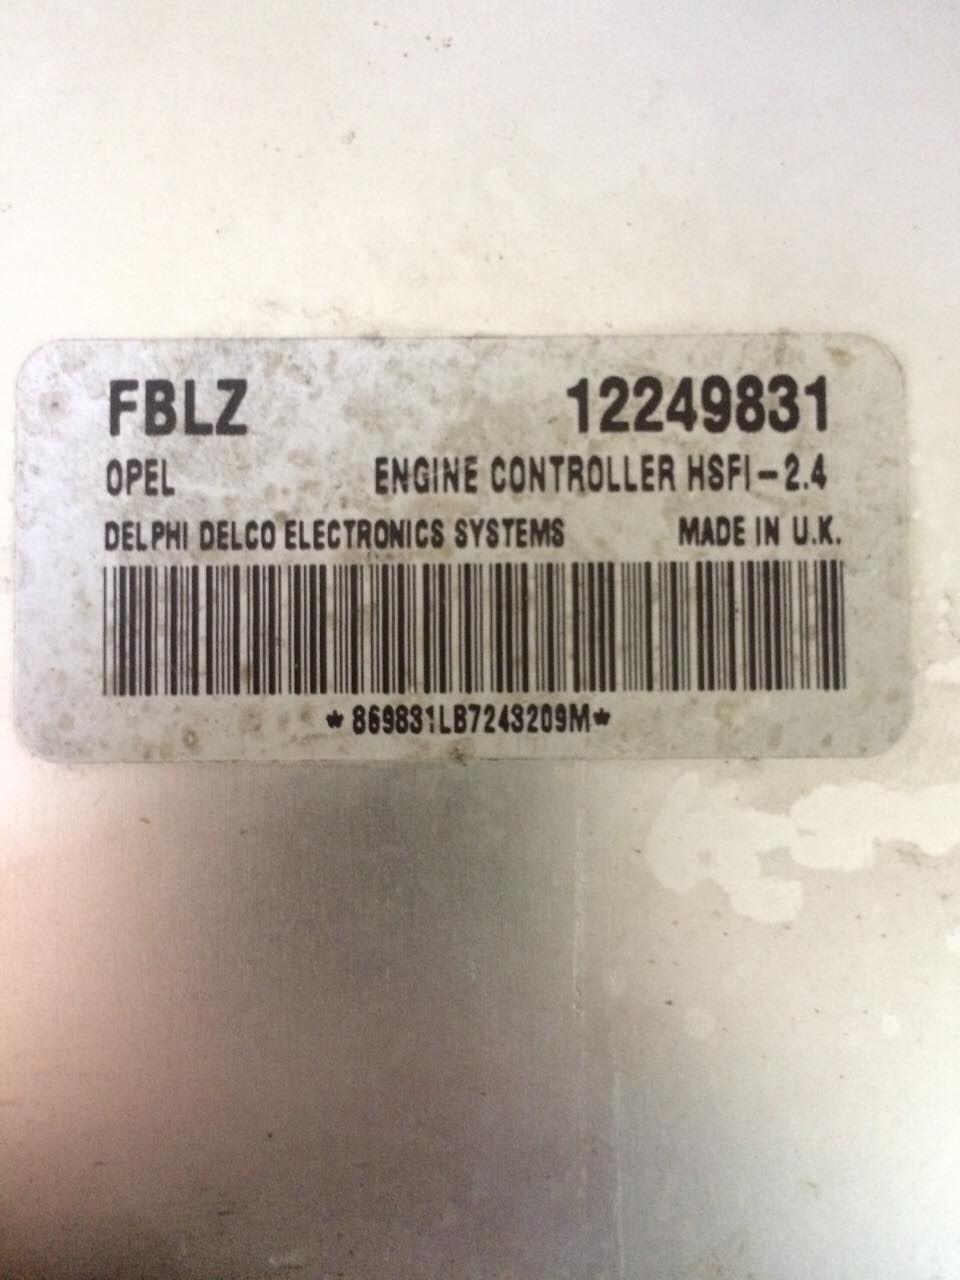 FBLZ 12249831
OPEL ENGINE CONTROLLER HSFI-2.4
DELPHI DELCO ELECTRONICS SYSTEMS MADE IN U.K.
*869831LB7243209M*